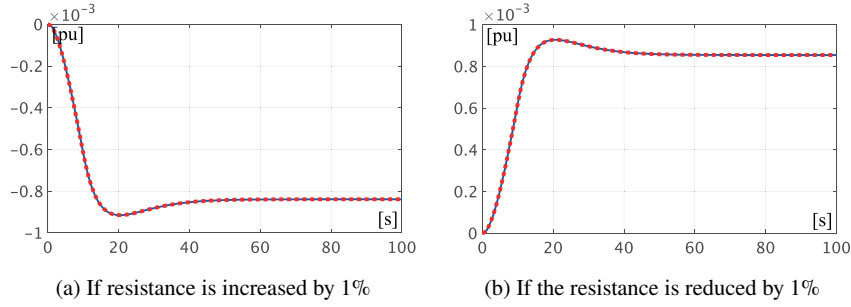 ×10⁻³
0
[pu]
−0.2
−0.4
−0.6
−0.8
−1
[s]
0 20 40 60 80 100
(a) If resistance is increased by 1%
×10⁻³
1
[pu]
0.8
0.6
0.4
0.2
0
[s]
0 20 40 60 80 100
(b) If the resistance is reduced by 1%